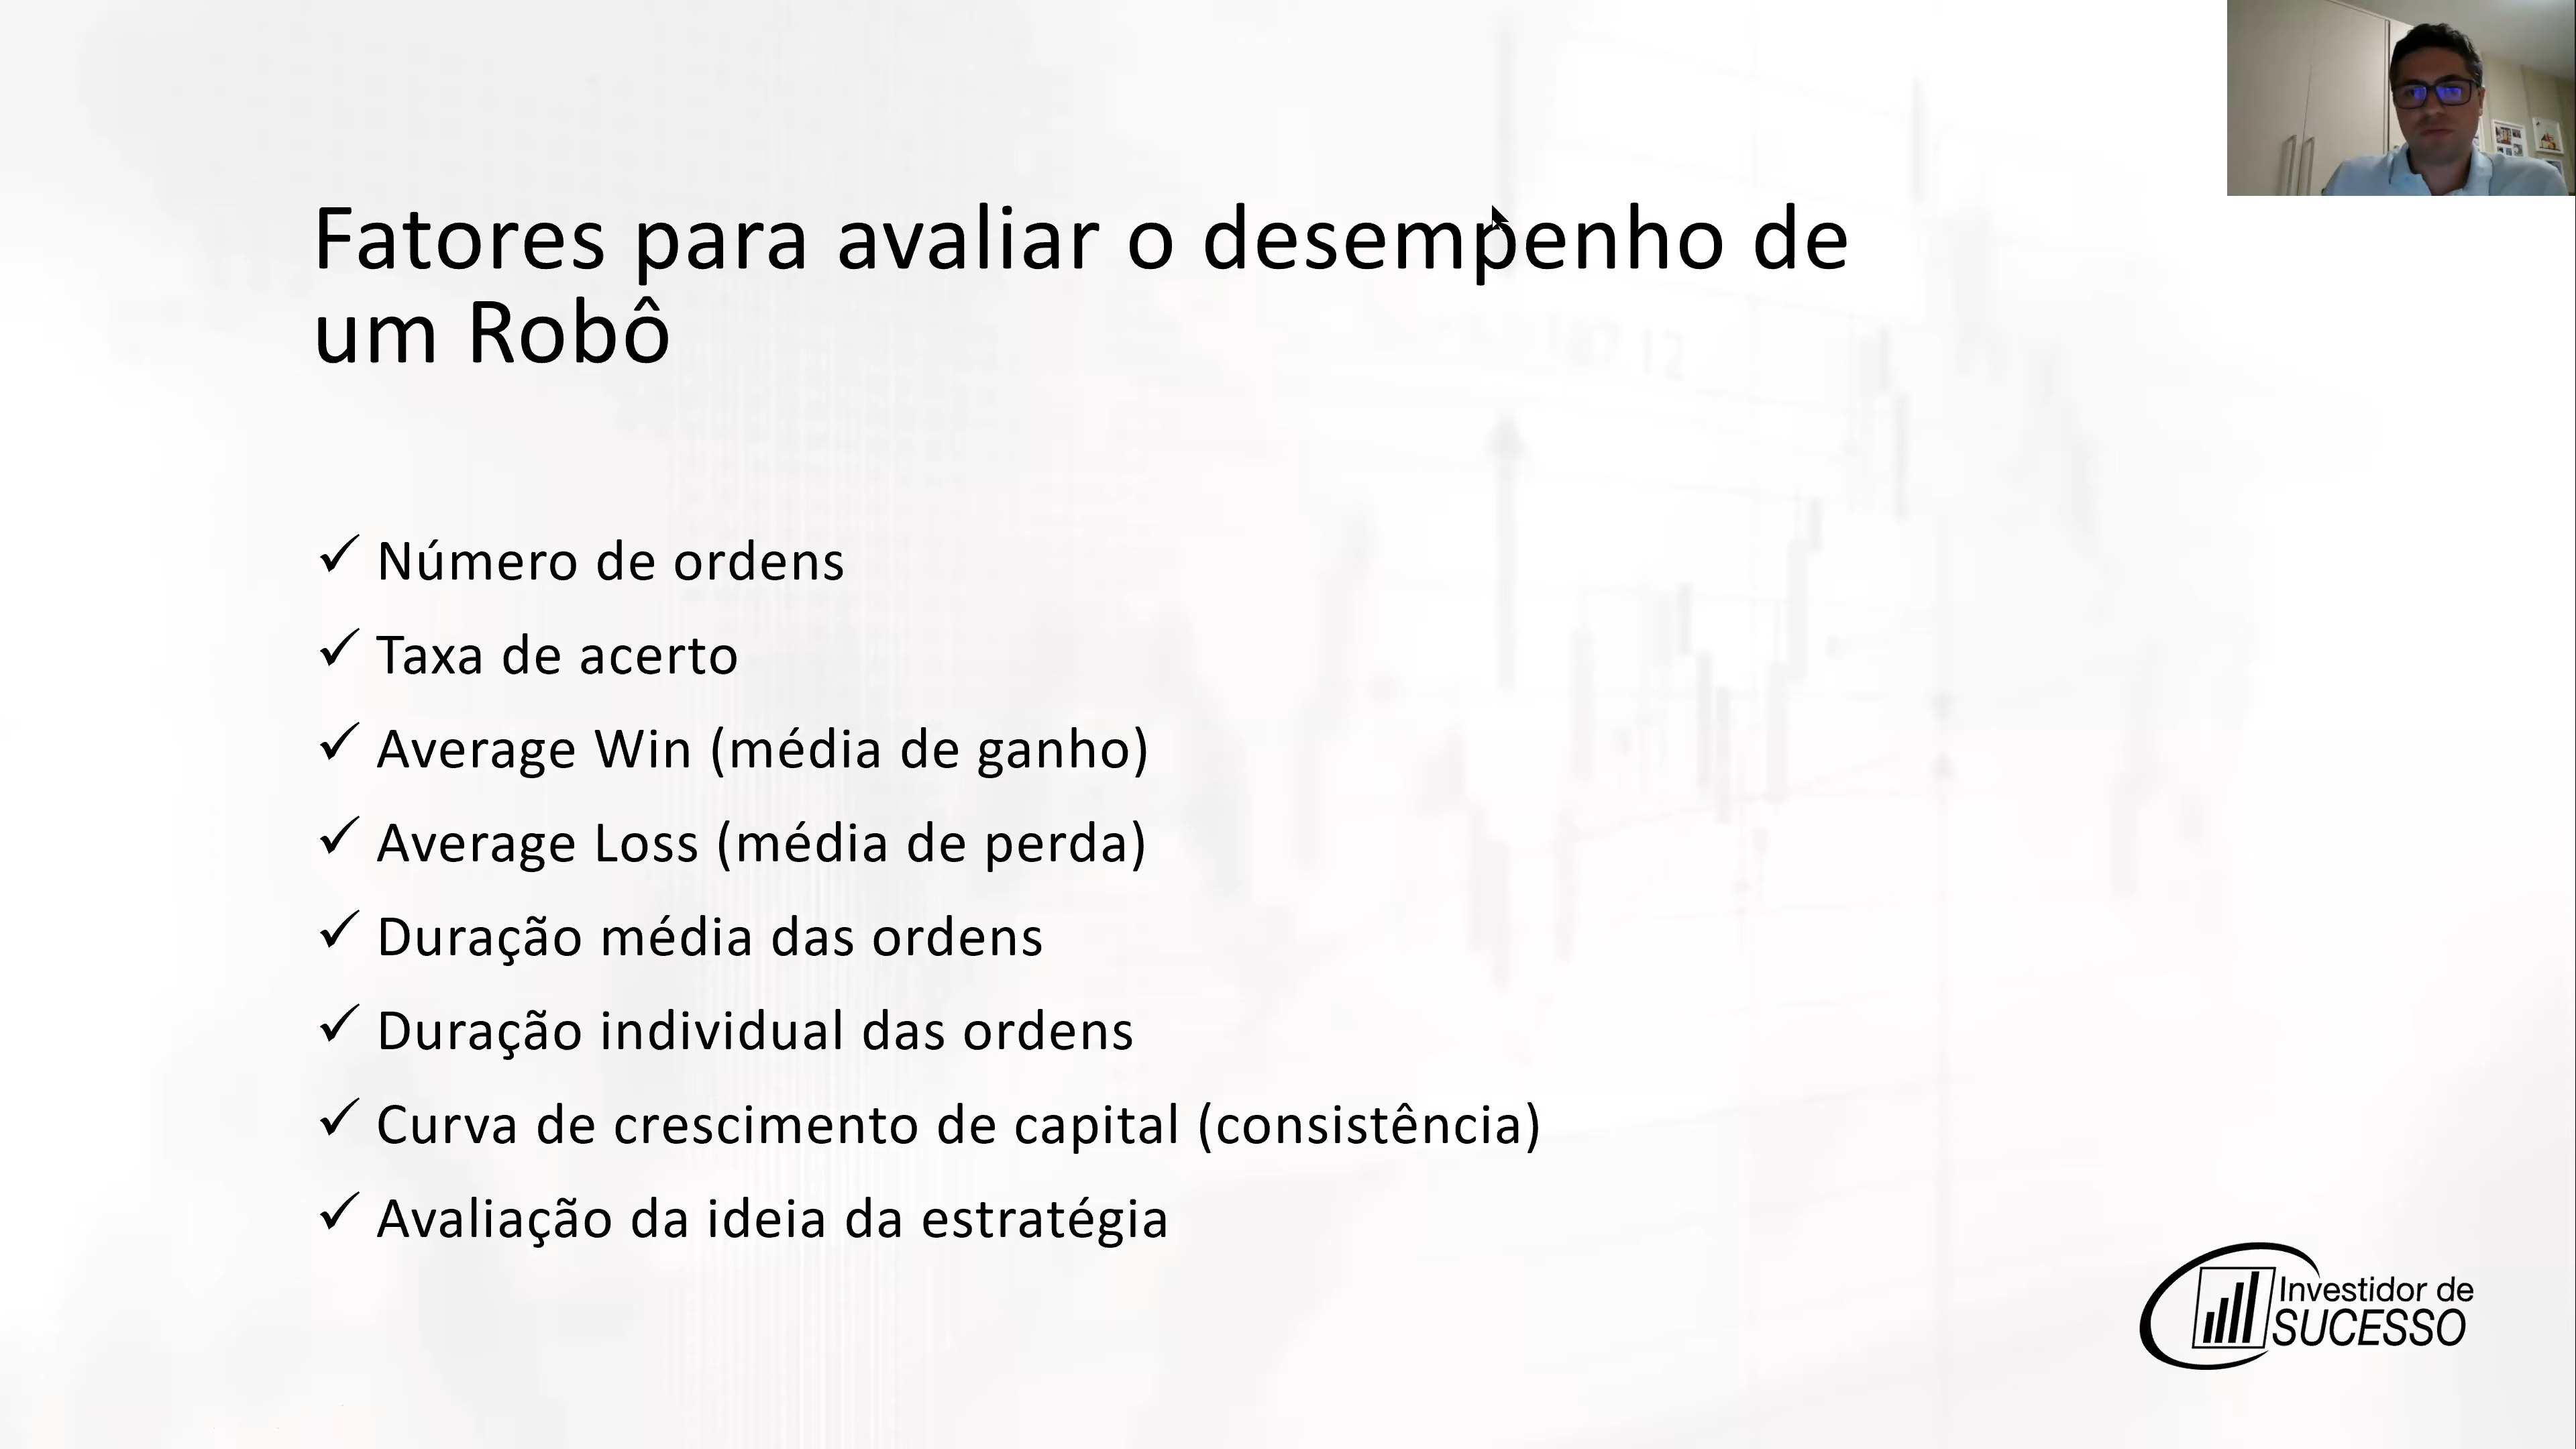 Fatores para avaliar o desempenho de
um Robô
187.12
Número de ordens
Taxa de acerto
Average Win (média de ganho)
Average Loss (média de perda)
Duração média das ordens
Duração individual das ordens
Curva de crescimento de capital (consistência)
Avaliação da ideia da estratégia
Investidor de
SUCESSO